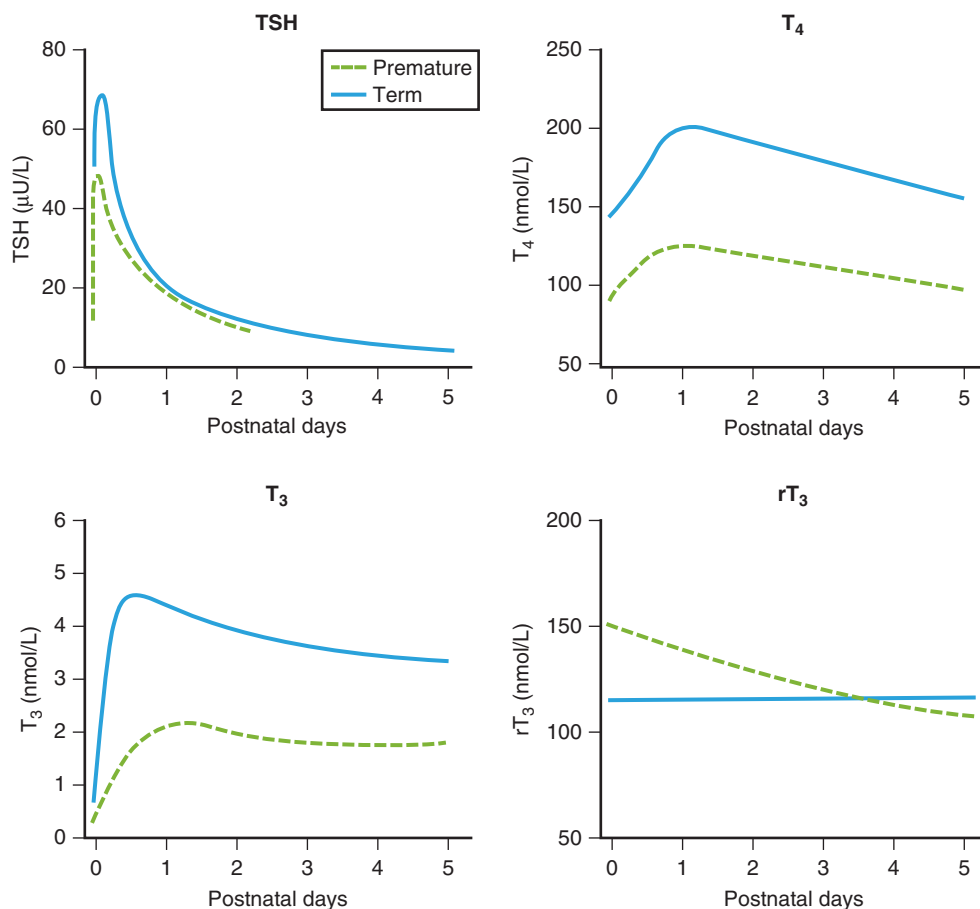 TSH
80
60
40
20
0
TSH (μU/L)
Premature
Term
0 1 2 3 4 5
Postnatal days
T₄
250
200
150
100
50
T₄ (nmol/L)
0 1 2 3 4 5
Postnatal days
T₃
6
5
4
3
2
1
0
T₃ (nmol/L)
0 1 2 3 4 5
Postnatal days
rT₃
200
150
100
50
rT₃ (nmol/L)
0 1 2 3 4 5
Postnatal days